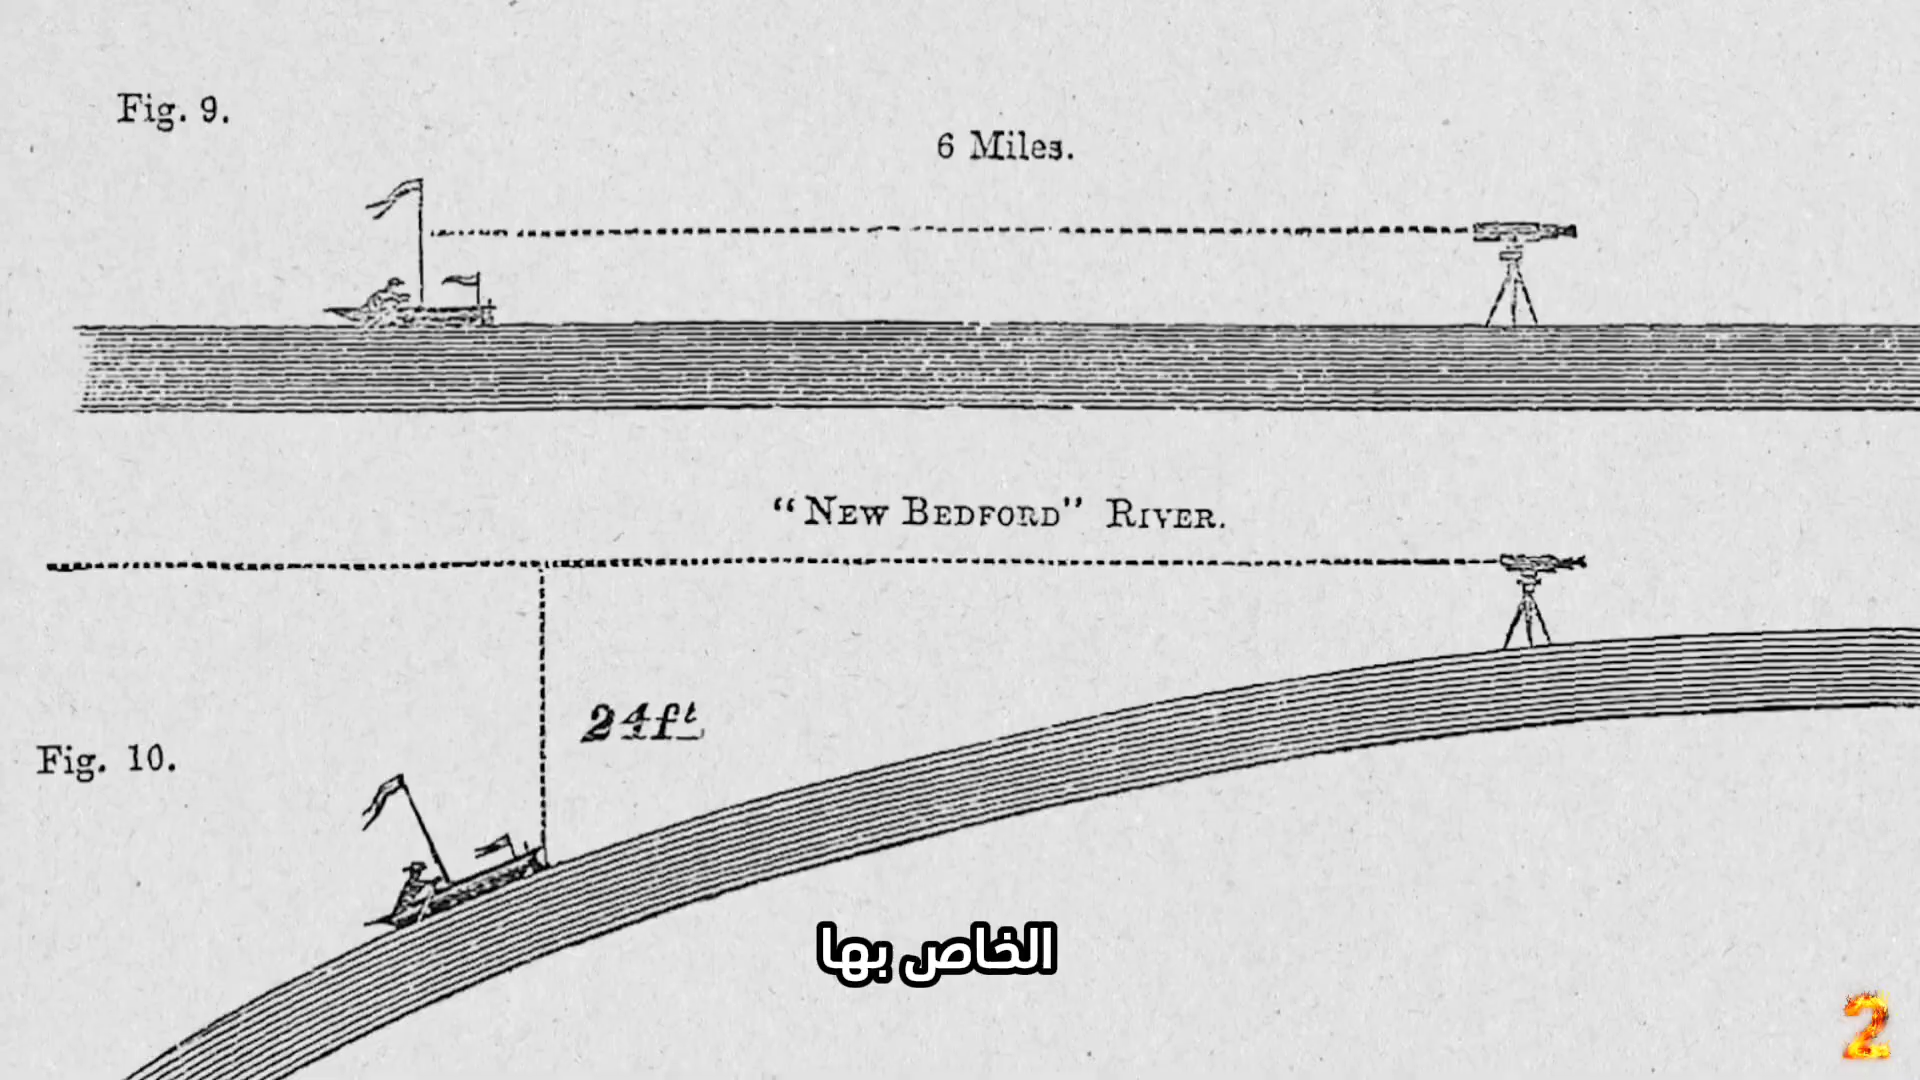 Fig. 9.
6 Miles.
“NEW BEDFORD” RIVER.
24ft
Fig. 10.
الخاص بها
2